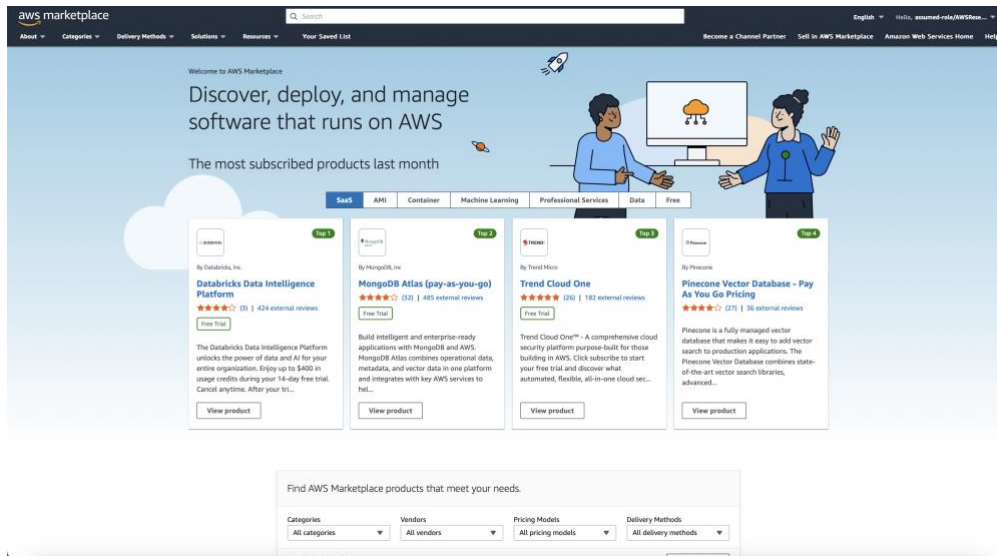 aws marketplace
Search
English
Hello, assumed-role/AWSRese...
About
Categories
Delivery Methods
Solutions
Resources
Your Saved List
Become a Channel Partner
Sell in AWS Marketplace
Amazon Web Services Home
Help
Welcome to AWS Marketplace
Discover, deploy, and manage
software that runs on AWS
The most subscribed products last month
SaaS
AMI
Container
Machine Learning
Professional Services
Data
Free
Top 1
By Databricks, Inc.
Databricks Data Intelligence
Platform
(3) | 424 external reviews
Free Trial
The Databricks Data Intelligence Platform
unlocks the power of data and AI for your
entire organization. Enjoy up to $400 in
usage credits during your 14-day free trial.
Cancel anytime. After your tri...
View product
MongoDB
Top 2
By MongoDB, Inc
MongoDB Atlas (pay-as-you-go)
(32) | 485 external reviews
Free Trial
Build intelligent and enterprise-ready
applications with MongoDB and AWS.
MongoDB Atlas combines operational data,
metadata, and vector data in one platform
and integrates with key AWS services to
hel...
View product
TREND
Top 3
By Trend Micro
Trend Cloud One
(26) | 182 external reviews
Free Trial
Trend Cloud One™ - A comprehensive cloud
security platform purpose-built for those
building in AWS. Click subscribe to start
your free trial and discover what
automated, flexible, all-in-one cloud sec...
View product
Pinecone
Top 4
By Pinecone
Pinecone Vector Database - Pay
As You Go Pricing
(27) | 36 external reviews
Pinecone is a fully managed vector
database that makes it easy to add vector
search to production applications. The
Pinecone Vector Database combines state-
of-the-art vector search libraries,
advanced...
View product
Find AWS Marketplace products that meet your needs.
Categories
All categories
Vendors
All vendors
Pricing Models
All pricing models
Delivery Methods
All delivery methods